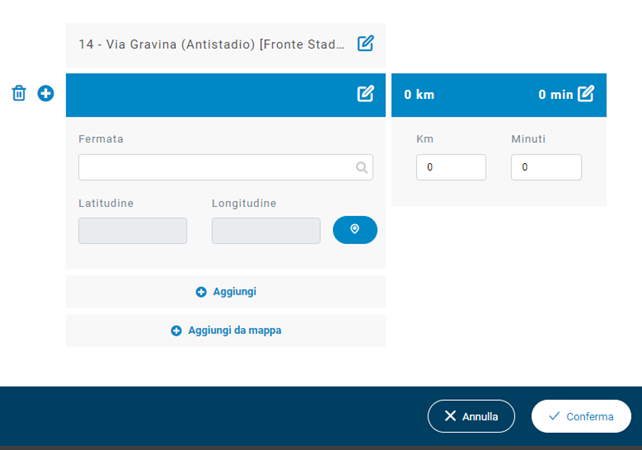 14 - Via Gravina (Antistadio) [Fronte Stad...
0 km 0 min
Fermata
Km Minuti
0 0
Latitudine Longitudine
Aggiungi
Aggiungi da mappa
Annulla Conferma